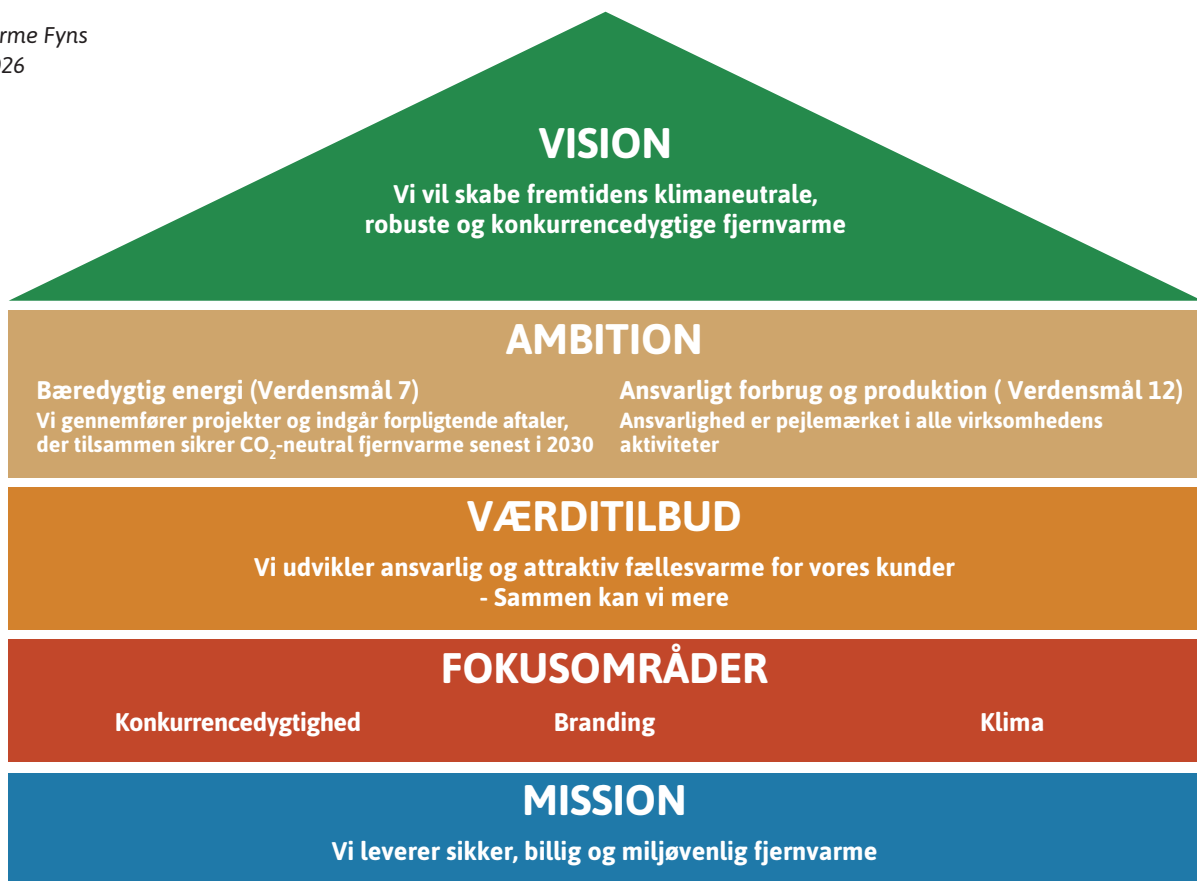 rme Fyns
26
VISION
Vi vil skabe fremtidens klimaneutrale,
robuste og konkurrencedygtige fjernvarme
AMBITION
Bæredygtig energi (Verdensmål 7)
Vi gennemfører projekter og indgår forpligtende aftaler,
der tilsammen sikrer CO₂-neutral fjernvarme senest i 2030
Ansvarligt forbrug og produktion ( Verdensmål 12)
Ansvarlighed er pejlemærket i alle virksomhedens
aktiviteter
VÆRDITILBUD
Vi udvikler ansvarlig og attraktiv fællesvarme for vores kunder
- Sammen kan vi mere
FOKUSOMRÅDER
Konkurrencedygtighed Branding Klima
MISSION
Vi leverer sikker, billig og miljøvenlig fjernvarme